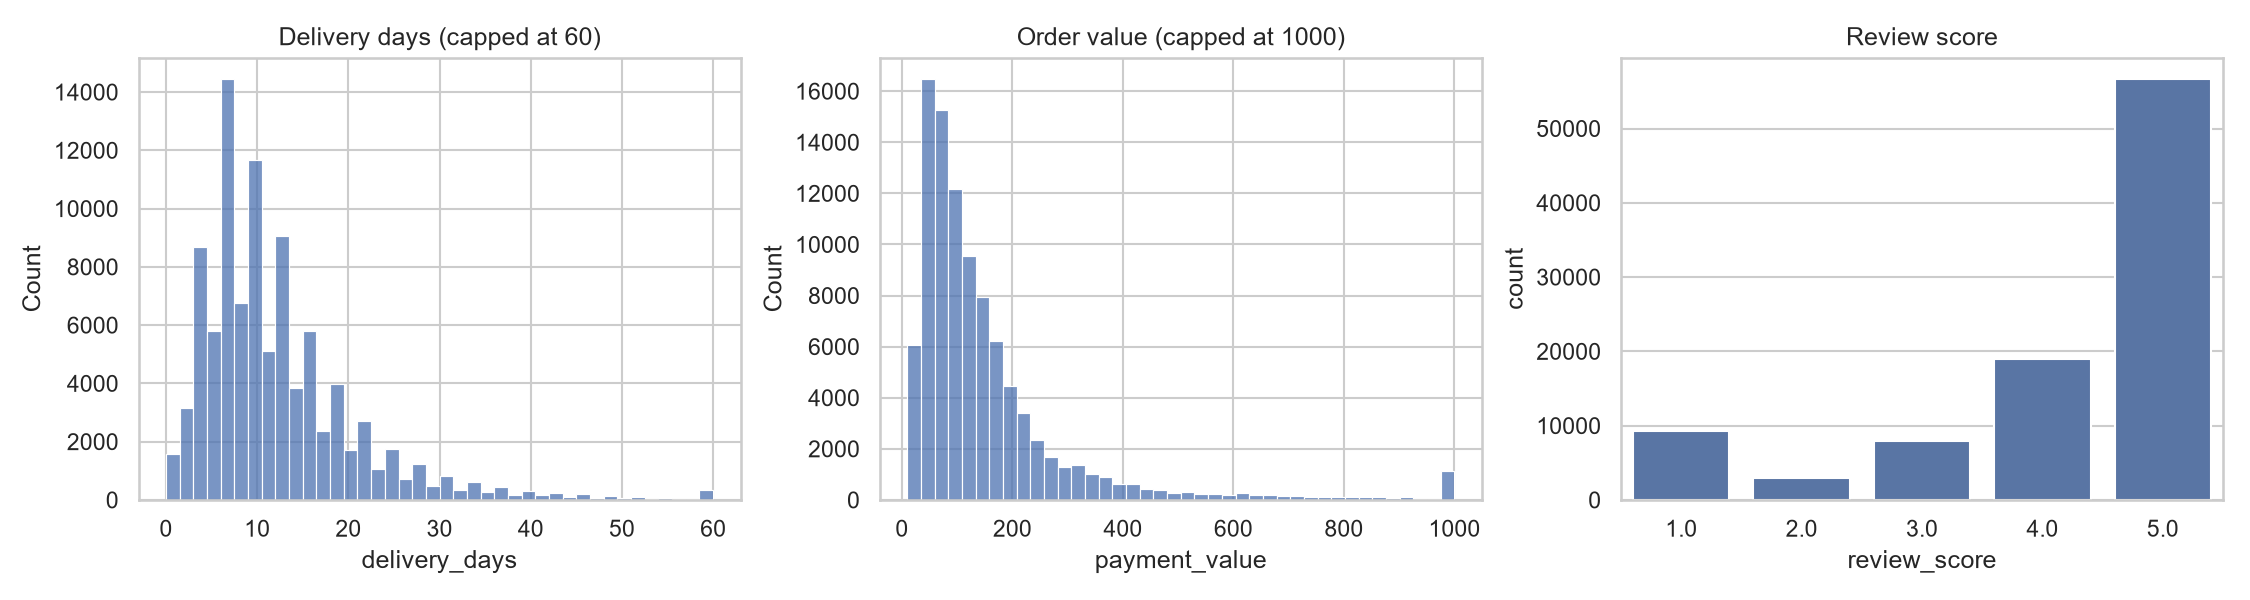 Delivery days (capped at 60)
14000
12000
10000
8000
6000
4000
2000
0
Count
0 10 20 30 40 50 60
delivery_days
Order value (capped at 1000)
16000
14000
12000
10000
8000
6000
4000
2000
0
Count
0 200 400 600 800 1000
payment_value
Review score
50000
40000
30000
20000
10000
0
count
1.0 2.0 3.0 4.0 5.0
review_score